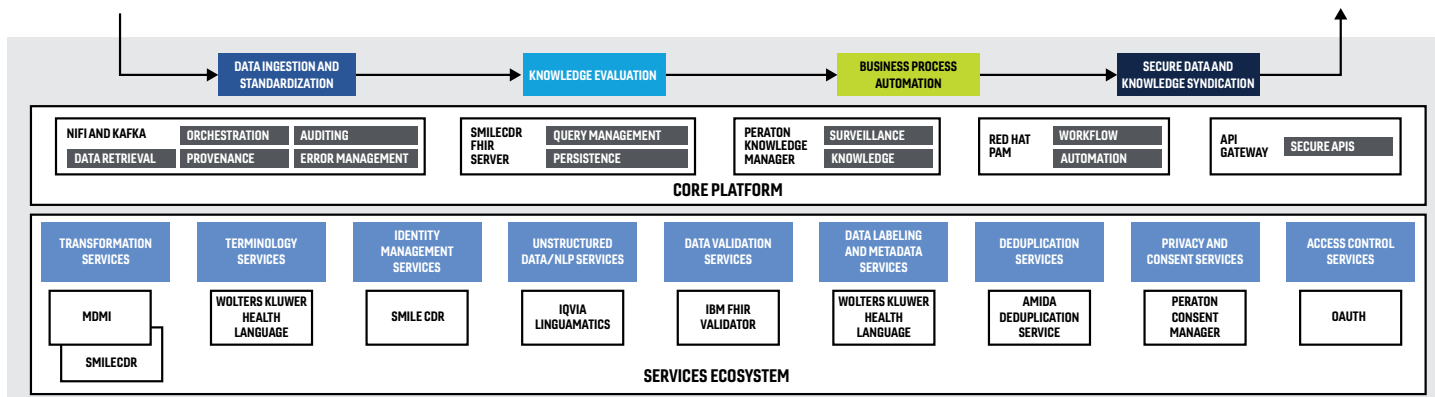 DATA INGESTION AND
STANDARDIZATION
KNOWLEDGE EVALUATION
BUSINESS PROCESS
AUTOMATION
SECURE DATA AND
KNOWLEDGE SYNDICATION
NIFI AND KAFKA
ORCHESTRATION
AUDITING
DATA RETRIEVAL
PROVENANCE
ERROR MANAGEMENT
SMILECDR
FHIR
SERVER
QUERY MANAGEMENT
PERSISTENCE
PERATON
KNOWLEDGE
MANAGER
SURVEILLANCE
KNOWLEDGE
RED HAT
PAM
WORKFLOW
AUTOMATION
API
GATEWAY
SECURE APIS
CORE PLATFORM
TRANSFORMATION
SERVICES
TERMINOLOGY
SERVICES
IDENTITY
MANAGEMENT
SERVICES
UNSTRUCTURED
DATA/NLP SERVICES
DATA VALIDATION
SERVICES
DATA LABELING
AND METADATA
SERVICES
DEDUPLICATION
SERVICES
PRIVACY AND
CONSENT SERVICES
ACCESS CONTROL
SERVICES
MDMI
SMILECDR
WOLTERS KLUWER
HEALTH
LANGUAGE
SMILE CDR
IQVIA
LINGUAMATICS
IBM FHIR
VALIDATOR
WOLTERS KLUWER
HEALTH
LANGUAGE
AMIDA
DEDUPLICATION
SERVICE
PERATON
CONSENT
MANAGER
OAUTH
SERVICES ECOSYSTEM